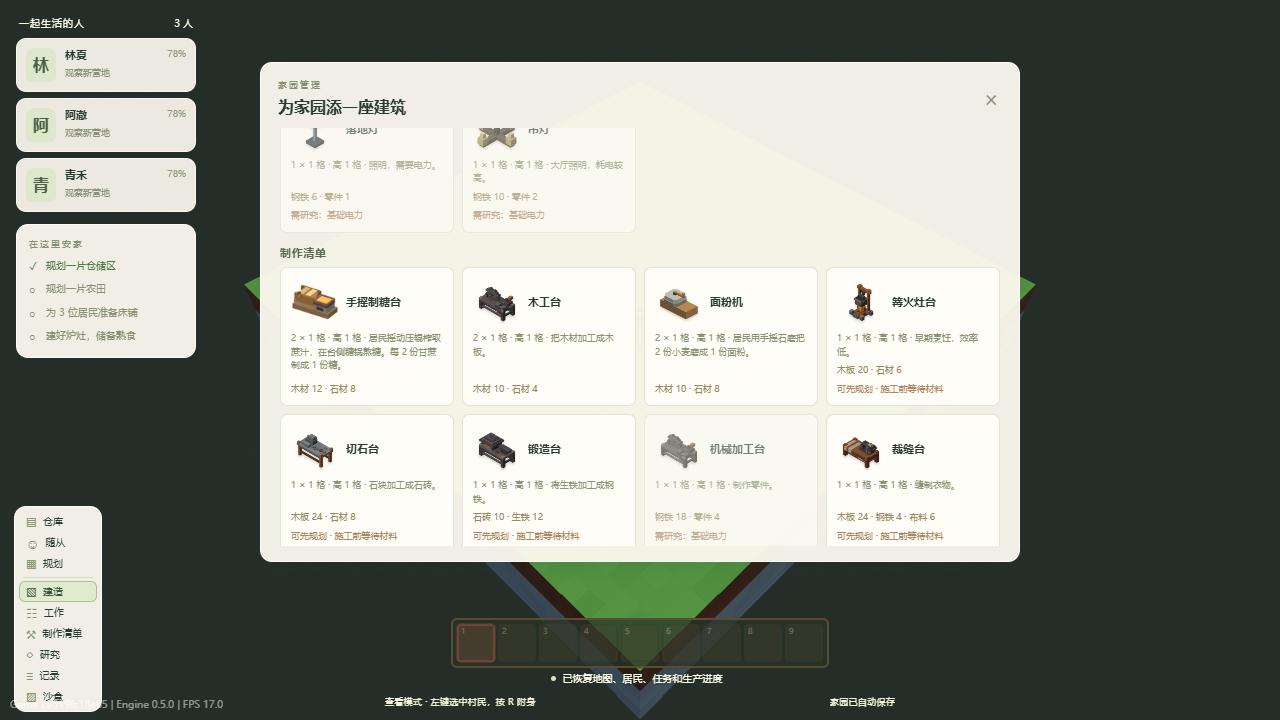 一起生活的人 3 人
林 林夏 78%
观察新营地
阿 阿澈 78%
观察新营地
青 青禾 78%
观察新营地
在这里安家
✓ 规划一片仓储区
○ 规划一片农田
○ 为 3 位居民准备床铺
○ 建好炉灶，储备熟食
家园管理
为家园添一座建筑
×
落地灯
1 × 1 格 · 高 1 格 · 照明，需要电力。
钢铁 6 · 零件 1
需研究：基础电力
吊灯
1 × 1 格 · 高 1 格 · 大厅照明，耗电较
高。
钢铁 10 · 零件 2
需研究：基础电力
制作清单
手摇制糖台
2 × 1 格 · 高 1 格 · 居民摇动压辊榨取
蔗汁，在台侧糖锅熬糖。每 2 份甘蔗
制成 1 份糖。
木材 12 · 石材 8
木工台
2 × 1 格 · 高 1 格 · 把木材加工成木
板。
木材 10 · 石材 4
面粉机
2 × 1 格 · 高 1 格 · 居民用手摇石磨把
2 份小麦磨成 1 份面粉。
木材 10 · 石材 8
篝火灶台
1 × 1 格 · 高 1 格 · 早期烹饪，效率
低。
木板 20 · 石材 6
可先规划 · 施工前等待材料
切石台
1 × 1 格 · 高 1 格 · 石块加工成石砖。
木板 24 · 石材 8
可先规划 · 施工前等待材料
锻造台
1 × 1 格 · 高 1 格 · 将生铁加工成钢
铁。
石砖 10 · 生铁 12
可先规划 · 施工前等待材料
机械加工台
1 × 1 格 · 高 1 格 · 制作零件。
钢铁 18 · 零件 4
需研究：基础电力
裁缝台
1 × 1 格 · 高 1 格 · 缝制衣物。
木板 24 · 钢铁 4 · 布料 6
可先规划 · 施工前等待材料
仓库
随从
规划
建造
工作
制作清单
研究
记录
沙盒
1 2 3 4 5 6 7 8 9
已恢复地图、居民、任务和生产进度
| Engine 0.5.0 | FPS 17.0
查看模式 · 左键选中村民，按 R 附身
家园已自动保存